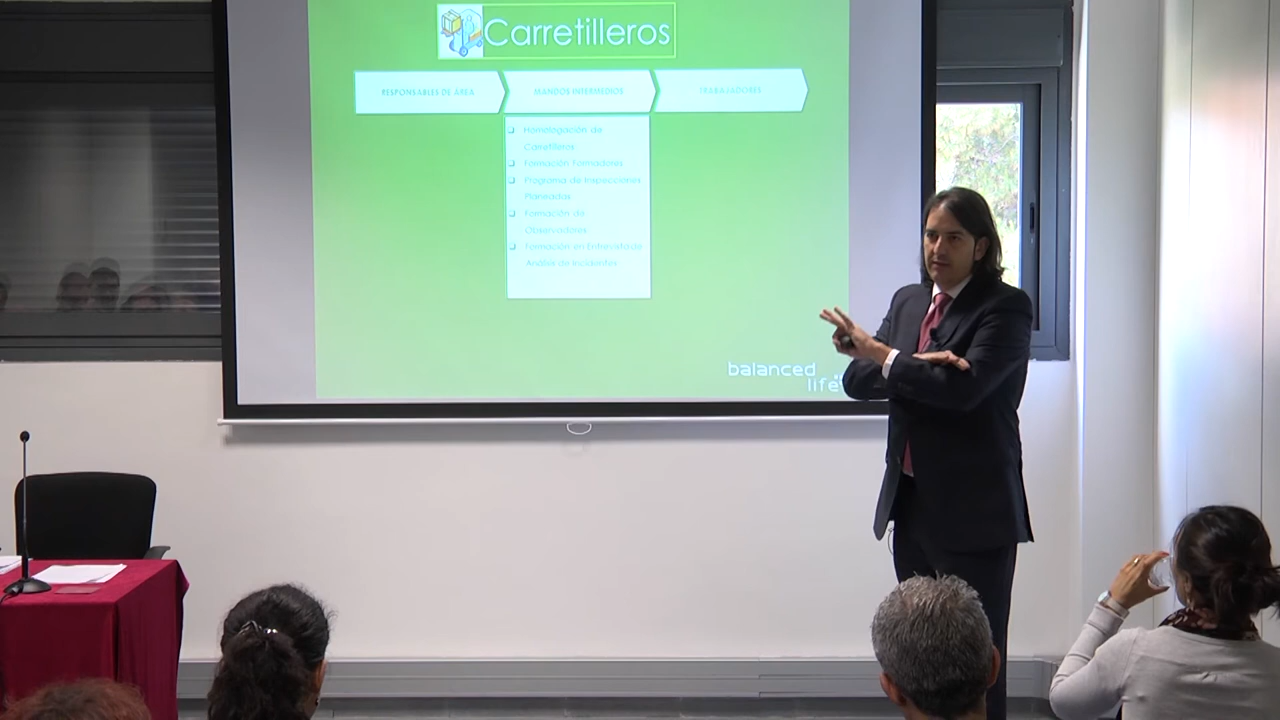 Carretilleros
RESPONSABLES DE ÁREA
MANDOS INTERMEDIOS
TRABAJADORES
Homologación de
Carretilleros
Formación Formadores
Programa de Inspecciones
Planeadas
Formación de
Observadores
Formación en Entrevista de
Análisis de Incidentes
balanced
life